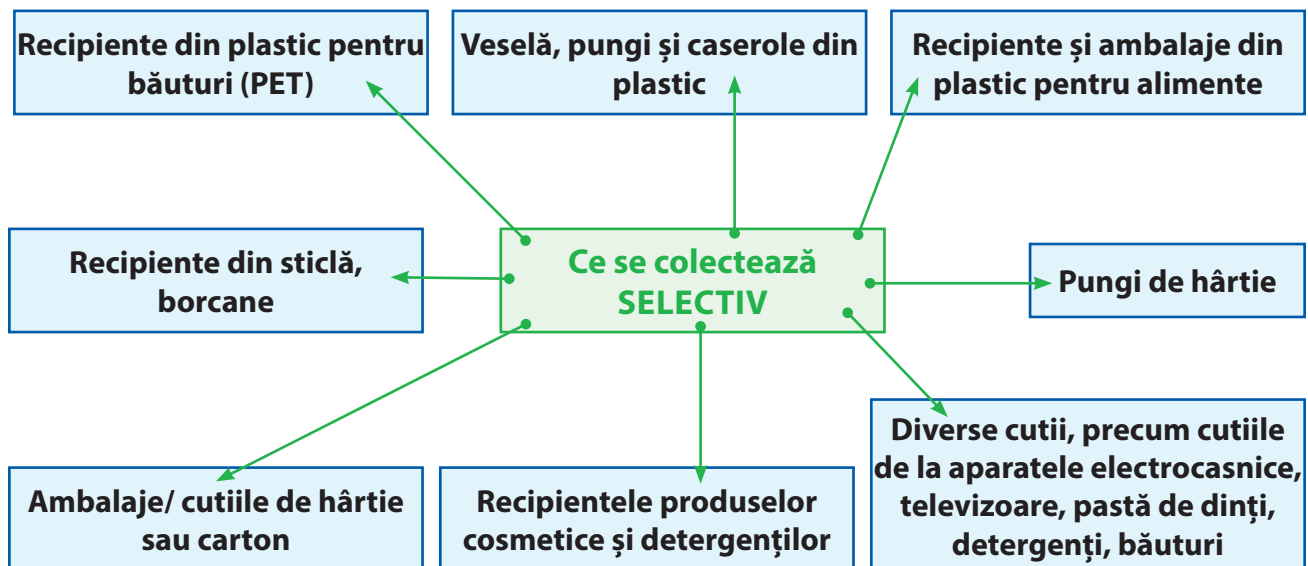 Recipiente din plastic pentru
băuturi (PET)
Veselă, pungi și caserole din
plastic
Recipiente și ambalaje din
plastic pentru alimente
Recipiente din sticlă,
borcane
Ce se colectează
SELECTIV
Pungi de hârtie
Ambalaje/ cutiile de hârtie
sau carton
Recipientele produselor
cosmetice și detergenților
Diverse cutii, precum cutiile
de la aparatele electrocasnice,
televizoare, pastă de dinți,
detergenți, băuturi